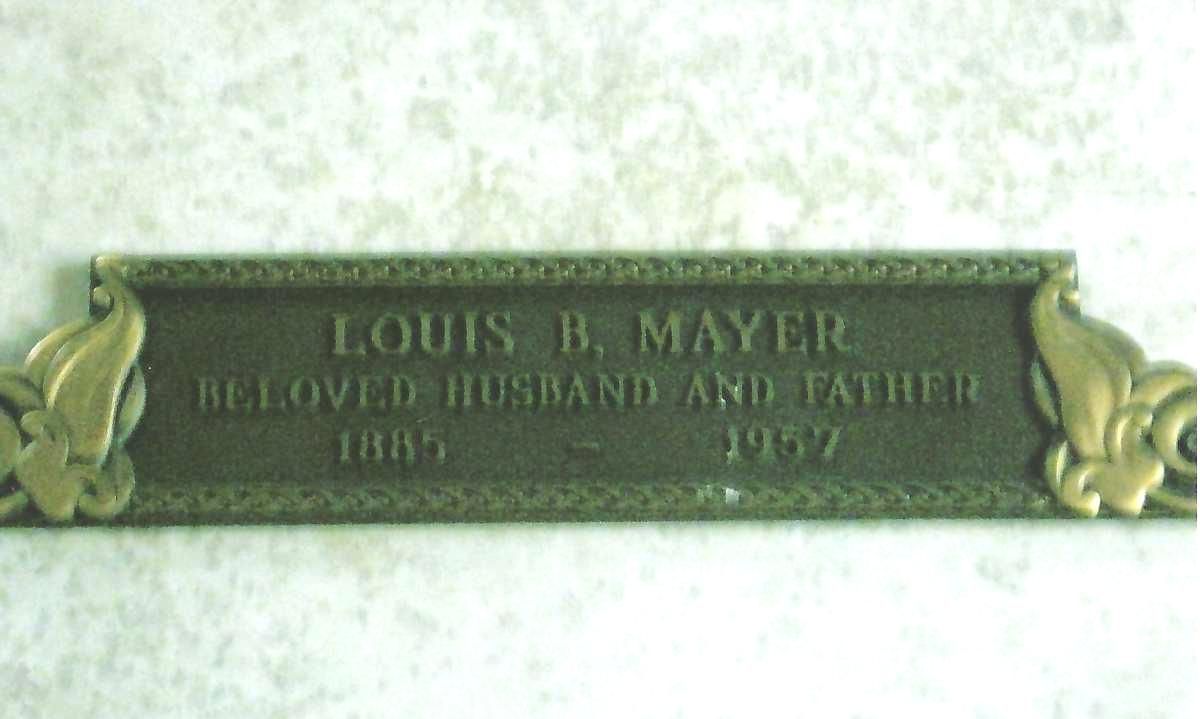 LOUIS B. MAYER
BELOVED HUSBAND AND FATHER
1885 – 1957